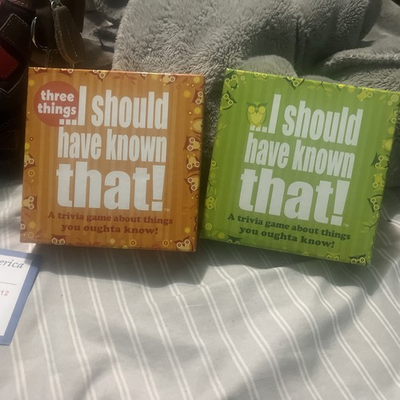 three
things
...I should
have known
that!
A trivia game about things
you oughta know!
...I should
have known
that!
A trivia game about things
you oughta know!